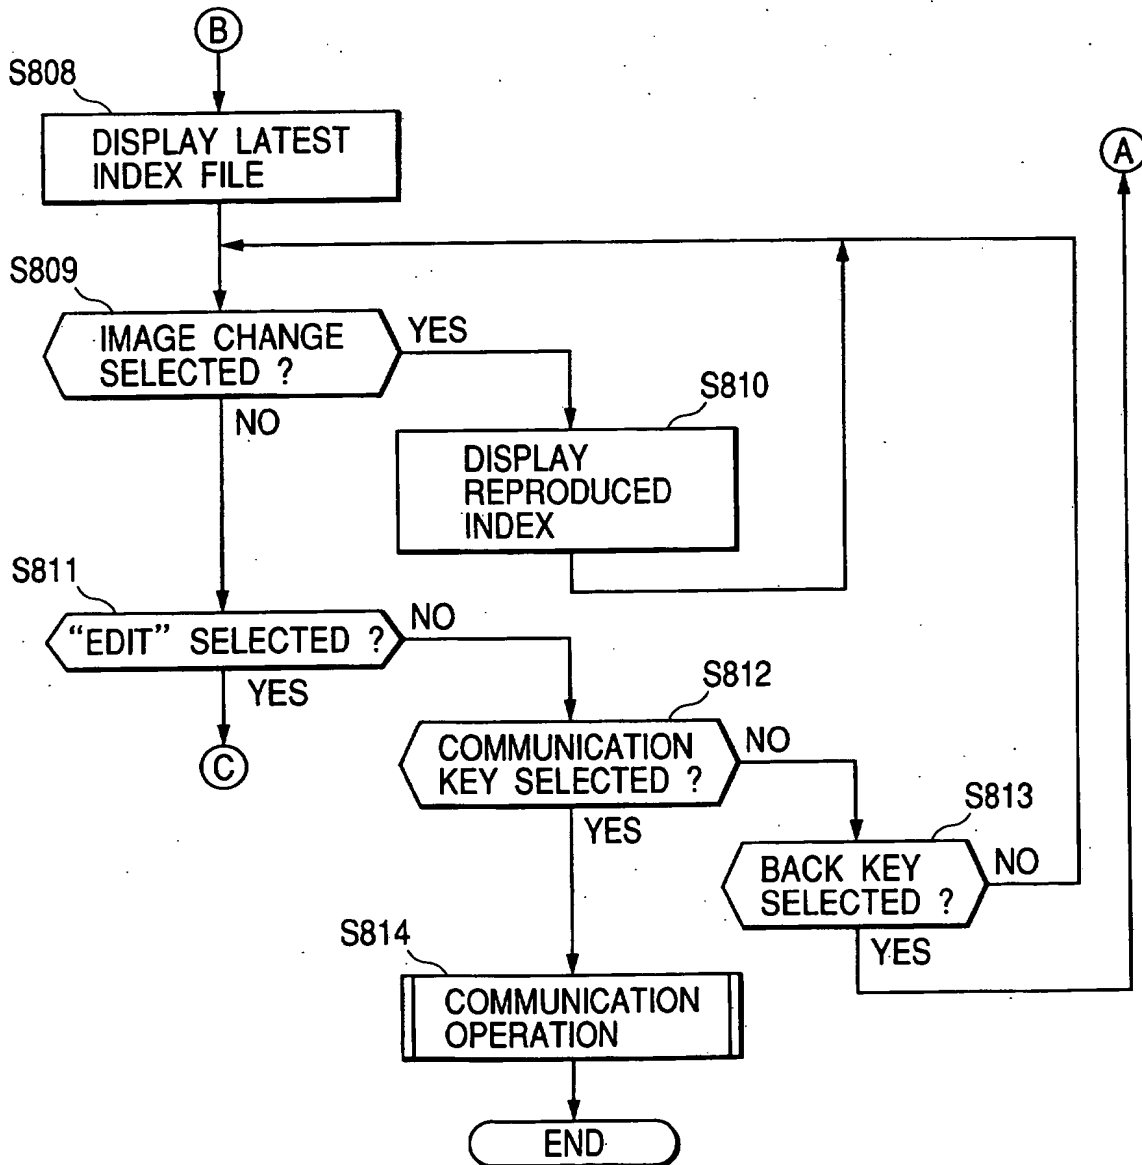 B
S808
DISPLAY LATEST
INDEX FILE
A
S809
IMAGE CHANGE
SELECTED ?
YES
NO
S810
DISPLAY
REPRODUCED
INDEX
S811
"EDIT" SELECTED ?
NO
YES
C
S812
COMMUNICATION
KEY SELECTED ?
NO
YES
S813
BACK KEY
SELECTED ?
NO
YES
S814
COMMUNICATION
OPERATION
END